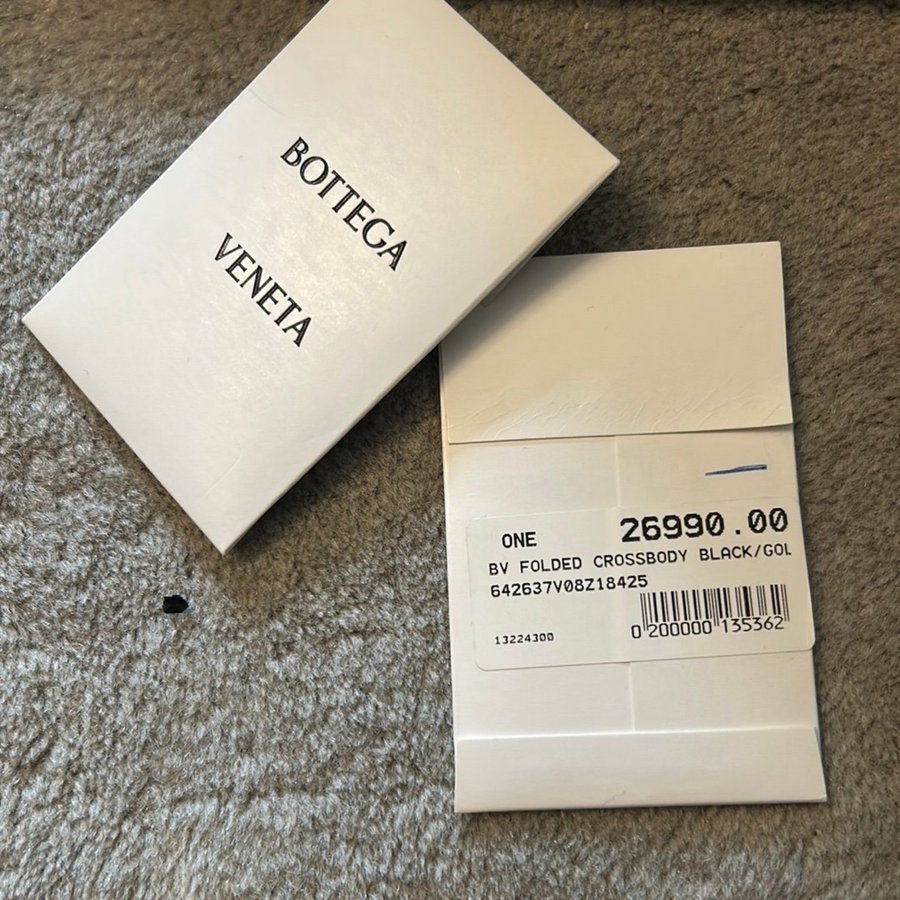 BOTTEGA
VENETA
ONE 26990.00
BV FOLDED CROSSBODY BLACK/GOL
642637V08Z18425
13224300
0 200000 135362